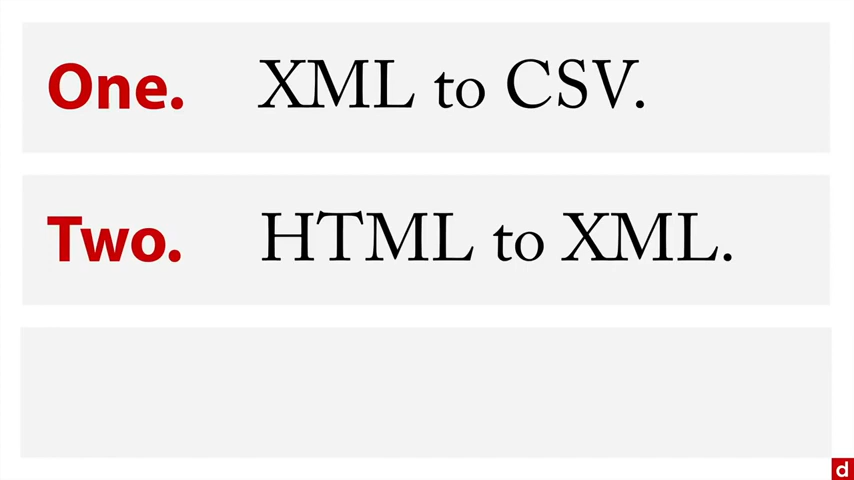 One. XML to CSV.
Two. HTML to XML.
d